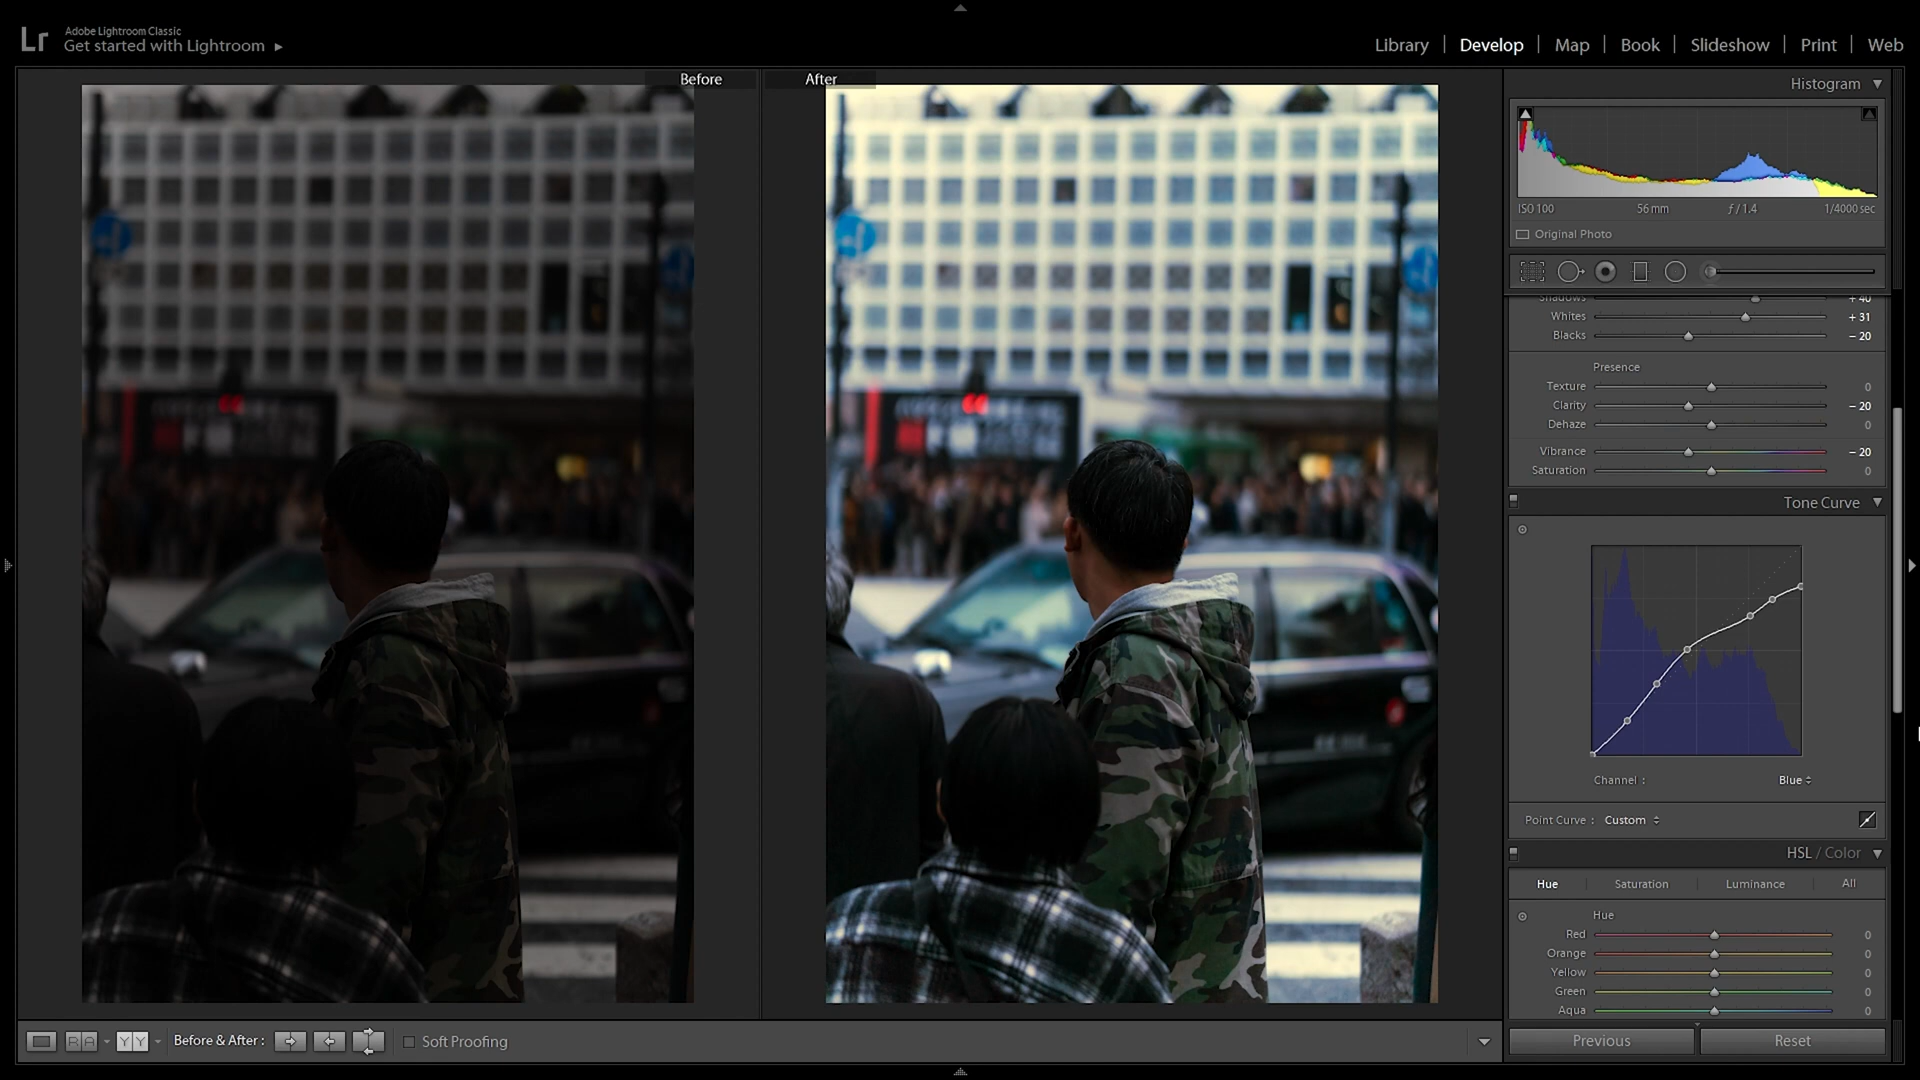 Lr
Adobe Lightroom Classic
Get started with Lightroom ▶
Library | Develop | Map | Book | Slideshow | Print | Web
Before
After
Histogram
ISO 100 56 mm ƒ / 1.4 1/4000 sec
Original Photo
Shadows + 40
Whites + 31
Blacks – 20
Presence
Texture 0
Clarity – 20
Dehaze 0
Vibrance – 20
Saturation 0
Tone Curve
Channel : Blue
Point Curve : Custom
HSL / Color
Hue Saturation Luminance All
Hue
Red 0
Orange 0
Yellow 0
Green 0
Aqua 0
R A Y Y Before & After : Soft Proofing
Previous Reset